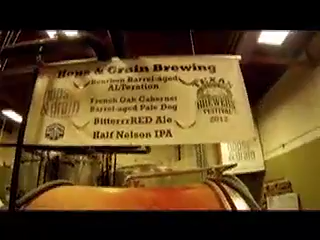 Hops & Grain Brewing
Bourbon Barrel-aged
ALTeration
French Oak Cabernet
Barrel-aged Pale Dog
BitterrrRED Ale
Half Nelson IPA
TEXAS
BREWERS
FESTIVAL
2012